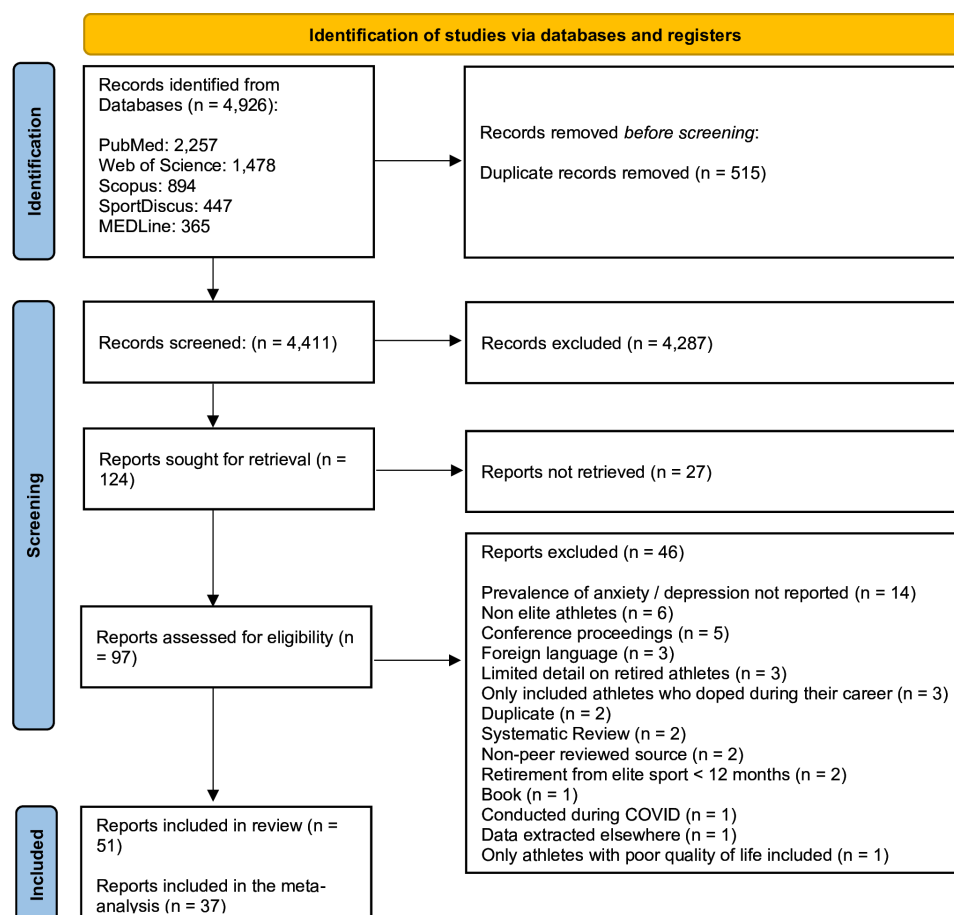 Identification of studies via databases and registers
Identification
Records identified from
Databases (n = 4,926):
PubMed: 2,257
Web of Science: 1,478
Scopus: 894
SportDiscus: 447
MEDLine: 365
Records removed before screening:
Duplicate records removed (n = 515)
Screening
Records screened: (n = 4,411)
Records excluded (n = 4,287)
Reports sought for retrieval (n =
124)
Reports not retrieved (n = 27)
Reports assessed for eligibility (n
= 97)
Reports excluded (n = 46)
Prevalence of anxiety / depression not reported (n = 14)
Non elite athletes (n = 6)
Conference proceedings (n = 5)
Foreign language (n = 3)
Limited detail on retired athletes (n = 3)
Only included athletes who doped during their career (n = 3)
Duplicate (n = 2)
Systematic Review (n = 2)
Non-peer reviewed source (n = 2)
Retirement from elite sport < 12 months (n = 2)
Book (n = 1)
Conducted during COVID (n = 1)
Data extracted elsewhere (n = 1)
Only athletes with poor quality of life included (n = 1)
Included
Reports included in review (n =
51)
Reports included in the meta-
analysis (n = 37)